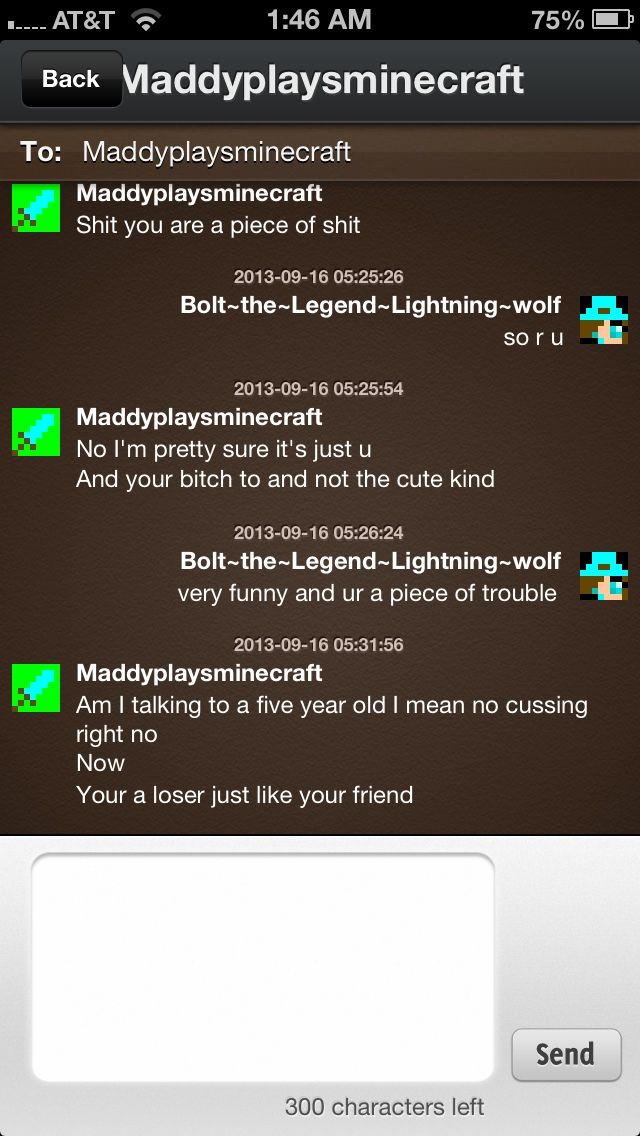 AT&T 1:46 AM 75%
Back Maddyplaysminecraft
To: Maddyplaysminecraft
Maddyplaysminecraft
Shit you are a piece of shit
2013-09-16 05:25:26
Bolt~the~Legend~Lightning~wolf
so r u
2013-09-16 05:25:54
Maddyplaysminecraft
No I'm pretty sure it's just u
And your bitch to and not the cute kind
2013-09-16 05:26:24
Bolt~the~Legend~Lightning~wolf
very funny and ur a piece of trouble
2013-09-16 05:31:56
Maddyplaysminecraft
Am I talking to a five year old I mean no cussing
right no
Now
Your a loser just like your friend
Send
300 characters left